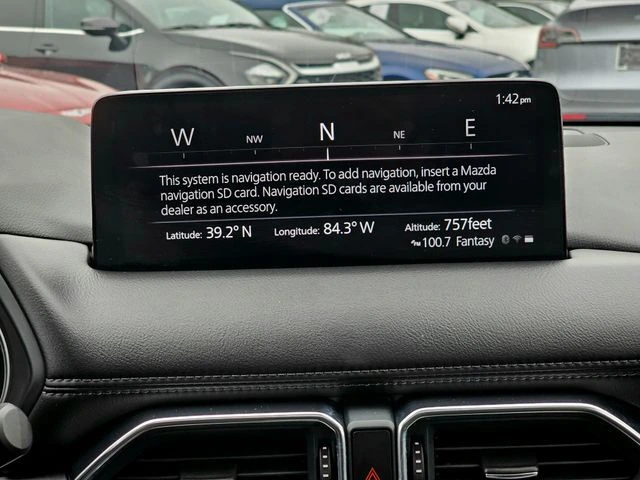 1:42pm
W NW N NE E
This system is navigation ready. To add navigation, insert a Mazda
navigation SD card. Navigation SD cards are available from your
dealer as an accessory.
Latitude: 39.2° N Longitude: 84.3° W Altitude: 757feet
FM 100.7 Fantasy